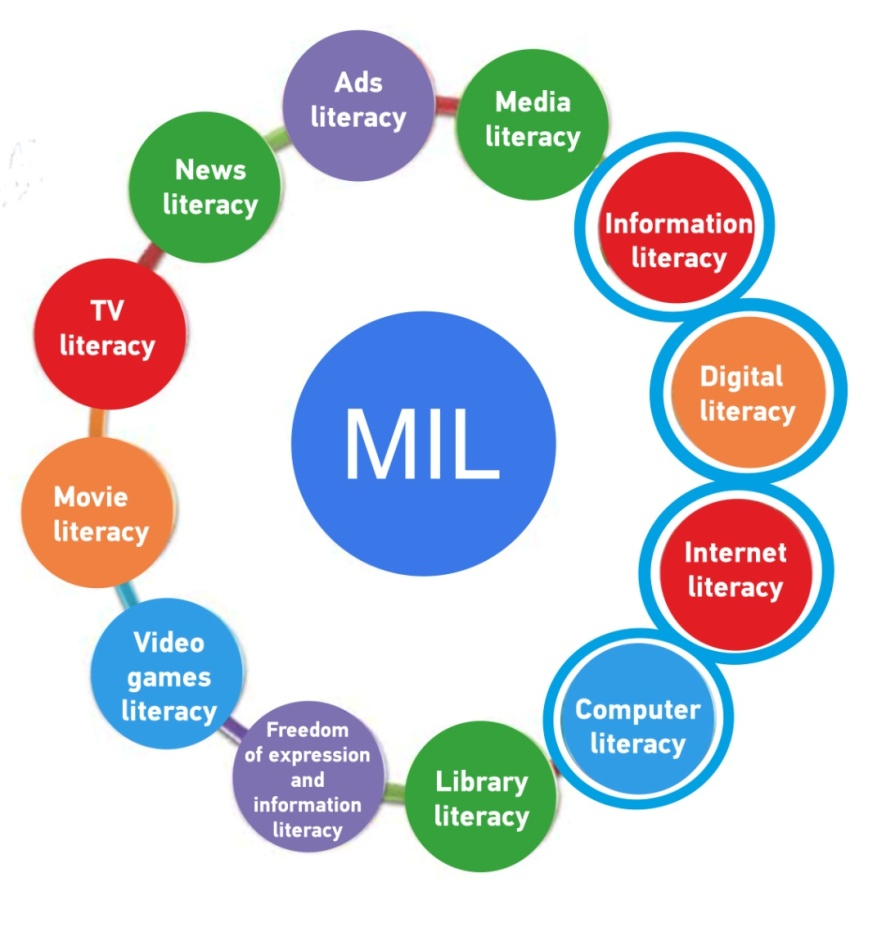 Ads
literacy
Media
literacy
Information
literacy
Digital
literacy
Internet
literacy
Computer
literacy
Library
literacy
Freedom
of expression
and
information
literacy
Video
games
literacy
Movie
literacy
TV
literacy
News
literacy
MIL